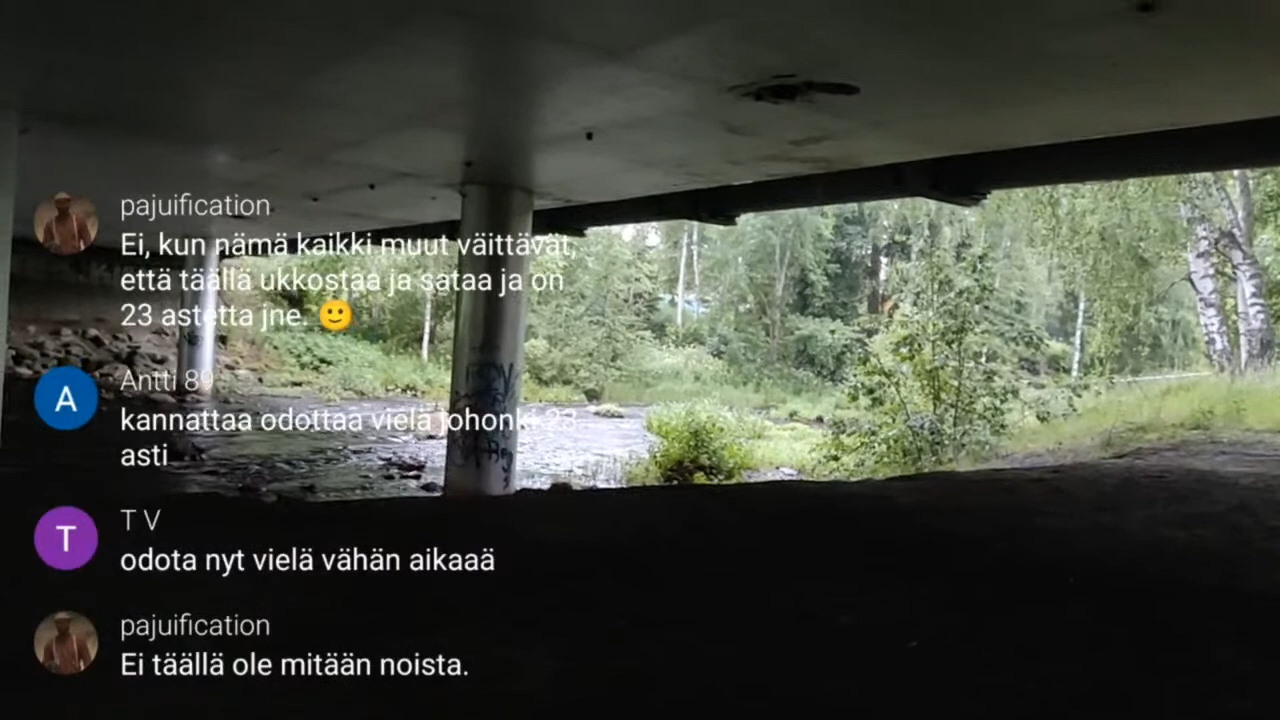 pajuification
Ei, kun nämä kaikki muut väittävät,
että täällä ukkostaa ja sataa ja on
23 astetta jne. 🙂
A
Antti 89
kannattaa odottaa vielä johonki 23
asti
T
T V
odota nyt vielä vähän aikaaä
pajuification
Ei täällä ole mitään noista.